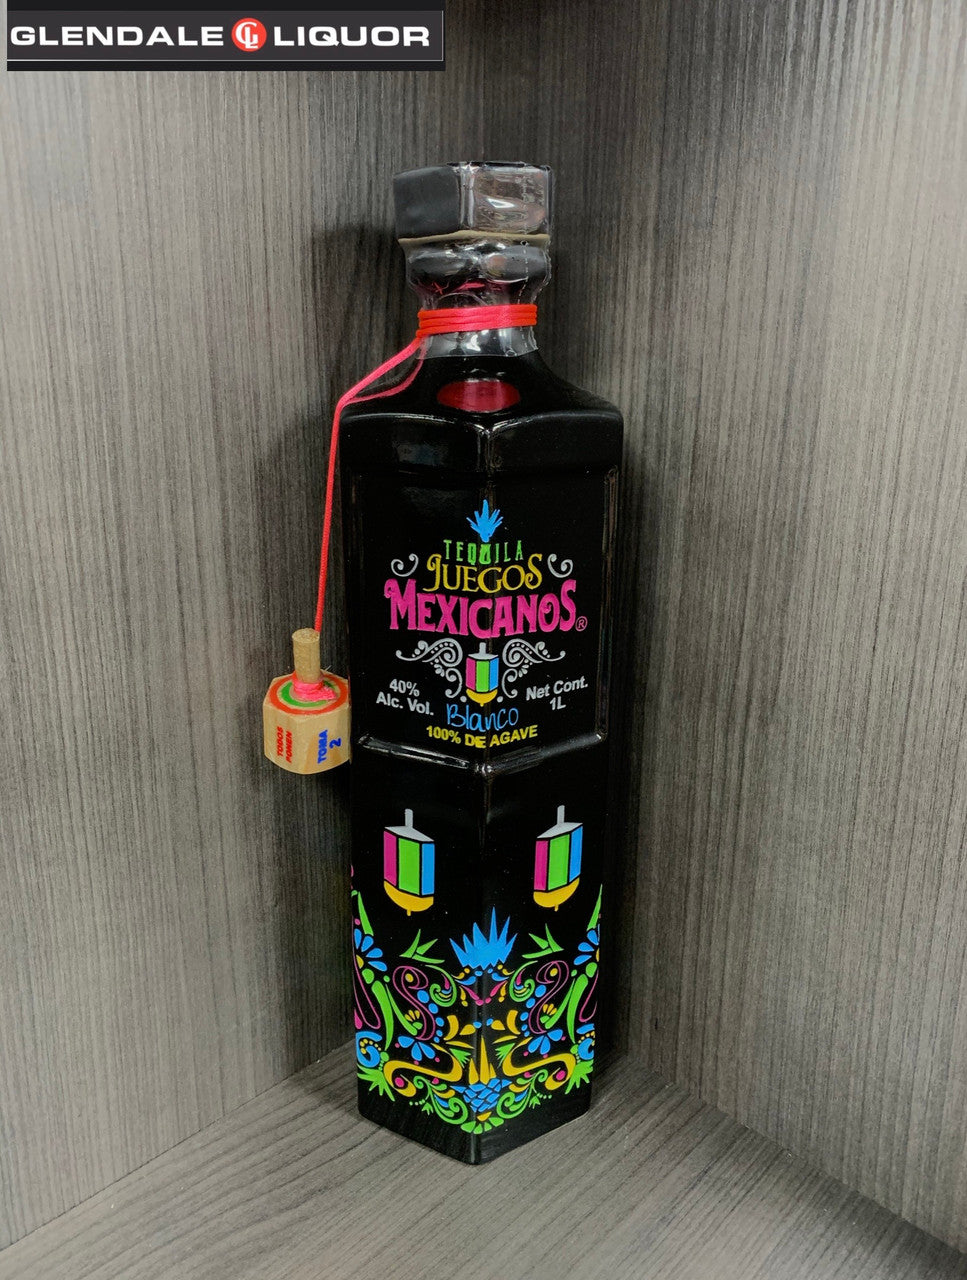 GLENDALE GL LIQUOR
TEQUILA
JUEGOS
MEXICANOS®
40%
Alc. Vol.
Net Cont.
1L
Blanco
100% DE AGAVE
TODOS
PONEN
TOMA
2